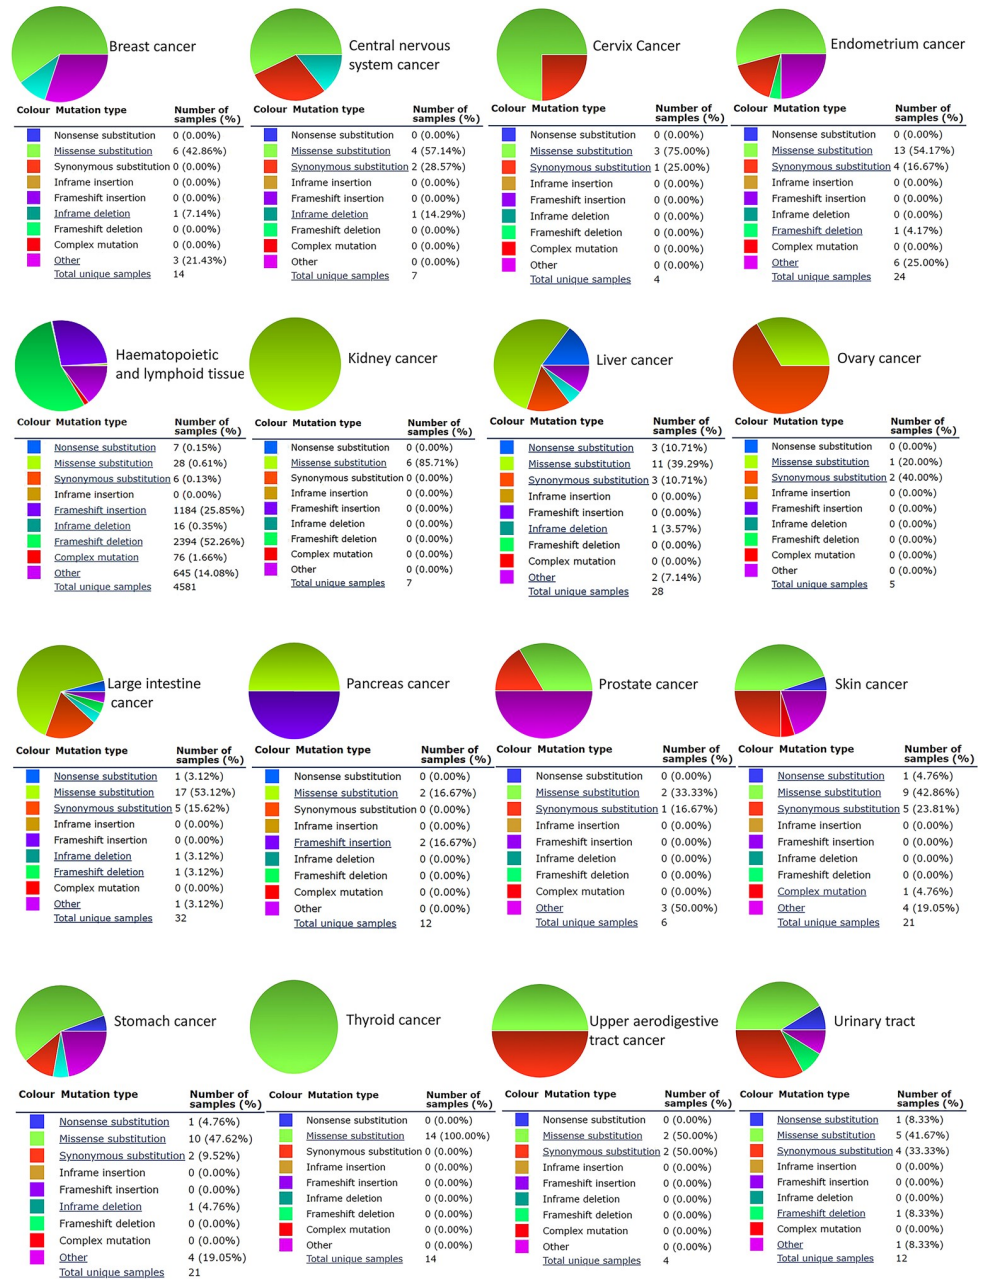 Breast cancer
Colour Mutation type Number of samples (%)
Nonsense substitution 0 (0.00%)
Missense substitution 6 (42.86%)
Synonymous substitution 0 (0.00%)
Inframe insertion 0 (0.00%)
Frameshift insertion 0 (0.00%)
Inframe deletion 1 (7.14%)
Frameshift deletion 0 (0.00%)
Complex mutation 0 (0.00%)
Other 3 (21.43%)
Total unique samples 14
Central nervous
system cancer
Colour Mutation type Number of samples (%)
Nonsense substitution 0 (0.00%)
Missense substitution 4 (57.14%)
Synonymous substitution 2 (28.57%)
Inframe insertion 0 (0.00%)
Frameshift insertion 0 (0.00%)
Inframe deletion 1 (14.29%)
Frameshift deletion 0 (0.00%)
Complex mutation 0 (0.00%)
Other 0 (0.00%)
Total unique samples 7
Cervix Cancer
Colour Mutation type Number of samples (%)
Nonsense substitution 0 (0.00%)
Missense substitution 3 (75.00%)
Synonymous substitution 1 (25.00%)
Inframe insertion 0 (0.00%)
Frameshift insertion 0 (0.00%)
Inframe deletion 0 (0.00%)
Frameshift deletion 0 (0.00%)
Complex mutation 0 (0.00%)
Other 0 (0.00%)
Total unique samples 4
Endometrium cancer
Colour Mutation type Number of samples (%)
Nonsense substitution 0 (0.00%)
Missense substitution 13 (54.17%)
Synonymous substitution 4 (16.67%)
Inframe insertion 0 (0.00%)
Frameshift insertion 0 (0.00%)
Inframe deletion 0 (0.00%)
Frameshift deletion 1 (4.17%)
Complex mutation 0 (0.00%)
Other 6 (25.00%)
Total unique samples 24
Haematopoietic
and lymphoid tissue
Colour Mutation type Number of samples (%)
Nonsense substitution 7 (0.15%)
Missense substitution 28 (0.61%)
Synonymous substitution 6 (0.13%)
Inframe insertion 0 (0.00%)
Frameshift insertion 1184 (25.85%)
Inframe deletion 16 (0.35%)
Frameshift deletion 2394 (52.26%)
Complex mutation 76 (1.66%)
Other 645 (14.08%)
Total unique samples 4581
Kidney cancer
Colour Mutation type Number of samples (%)
Nonsense substitution 0 (0.00%)
Missense substitution 6 (85.71%)
Synonymous substitution 0 (0.00%)
Inframe insertion 0 (0.00%)
Frameshift insertion 0 (0.00%)
Inframe deletion 0 (0.00%)
Frameshift deletion 0 (0.00%)
Complex mutation 0 (0.00%)
Other 0 (0.00%)
Total unique samples 7
Liver cancer
Colour Mutation type Number of samples (%)
Nonsense substitution 3 (10.71%)
Missense substitution 11 (39.29%)
Synonymous substitution 3 (10.71%)
Inframe insertion 0 (0.00%)
Frameshift insertion 0 (0.00%)
Inframe deletion 1 (3.57%)
Frameshift deletion 0 (0.00%)
Complex mutation 0 (0.00%)
Other 2 (7.14%)
Total unique samples 28
Ovary cancer
Colour Mutation type Number of samples (%)
Nonsense substitution 0 (0.00%)
Missense substitution 1 (20.00%)
Synonymous substitution 2 (40.00%)
Inframe insertion 0 (0.00%)
Frameshift insertion 0 (0.00%)
Inframe deletion 0 (0.00%)
Frameshift deletion 0 (0.00%)
Complex mutation 0 (0.00%)
Other 0 (0.00%)
Total unique samples 5
Large intestine
cancer
Colour Mutation type Number of samples (%)
Nonsense substitution 1 (3.12%)
Missense substitution 17 (53.12%)
Synonymous substitution 5 (15.62%)
Inframe insertion 0 (0.00%)
Frameshift insertion 0 (0.00%)
Inframe deletion 1 (3.12%)
Frameshift deletion 1 (3.12%)
Complex mutation 0 (0.00%)
Other 1 (3.12%)
Total unique samples 32
Pancreas cancer
Colour Mutation type Number of samples (%)
Nonsense substitution 0 (0.00%)
Missense substitution 2 (16.67%)
Synonymous substitution 0 (0.00%)
Inframe insertion 0 (0.00%)
Frameshift insertion 2 (16.67%)
Inframe deletion 0 (0.00%)
Frameshift deletion 0 (0.00%)
Complex mutation 0 (0.00%)
Other 0 (0.00%)
Total unique samples 12
Prostate cancer
Colour Mutation type Number of samples (%)
Nonsense substitution 0 (0.00%)
Missense substitution 2 (33.33%)
Synonymous substitution 1 (16.67%)
Inframe insertion 0 (0.00%)
Frameshift insertion 0 (0.00%)
Inframe deletion 0 (0.00%)
Frameshift deletion 0 (0.00%)
Complex mutation 0 (0.00%)
Other 3 (50.00%)
Total unique samples 6
Skin cancer
Colour Mutation type Number of samples (%)
Nonsense substitution 1 (4.76%)
Missense substitution 9 (42.86%)
Synonymous substitution 5 (23.81%)
Inframe insertion 0 (0.00%)
Frameshift insertion 0 (0.00%)
Inframe deletion 0 (0.00%)
Frameshift deletion 0 (0.00%)
Complex mutation 1 (4.76%)
Other 4 (19.05%)
Total unique samples 21
Stomach cancer
Colour Mutation type Number of samples (%)
Nonsense substitution 1 (4.76%)
Missense substitution 10 (47.62%)
Synonymous substitution 2 (9.52%)
Inframe insertion 0 (0.00%)
Frameshift insertion 0 (0.00%)
Inframe deletion 1 (4.76%)
Frameshift deletion 0 (0.00%)
Complex mutation 0 (0.00%)
Other 4 (19.05%)
Total unique samples 21
Thyroid cancer
Colour Mutation type Number of samples (%)
Nonsense substitution 0 (0.00%)
Missense substitution 14 (100.00%)
Synonymous substitution 0 (0.00%)
Inframe insertion 0 (0.00%)
Frameshift insertion 0 (0.00%)
Inframe deletion 0 (0.00%)
Frameshift deletion 0 (0.00%)
Complex mutation 0 (0.00%)
Other 0 (0.00%)
Total unique samples 14
Upper aerodigestive
tract cancer
Colour Mutation type Number of samples (%)
Nonsense substitution 0 (0.00%)
Missense substitution 2 (50.00%)
Synonymous substitution 2 (50.00%)
Inframe insertion 0 (0.00%)
Frameshift insertion 0 (0.00%)
Inframe deletion 0 (0.00%)
Frameshift deletion 0 (0.00%)
Complex mutation 0 (0.00%)
Other 0 (0.00%)
Total unique samples 4
Urinary tract
Colour Mutation type Number of samples (%)
Nonsense substitution 1 (8.33%)
Missense substitution 5 (41.67%)
Synonymous substitution 4 (33.33%)
Inframe insertion 0 (0.00%)
Frameshift insertion 0 (0.00%)
Inframe deletion 0 (0.00%)
Frameshift deletion 1 (8.33%)
Complex mutation 0 (0.00%)
Other 1 (8.33%)
Total unique samples 12